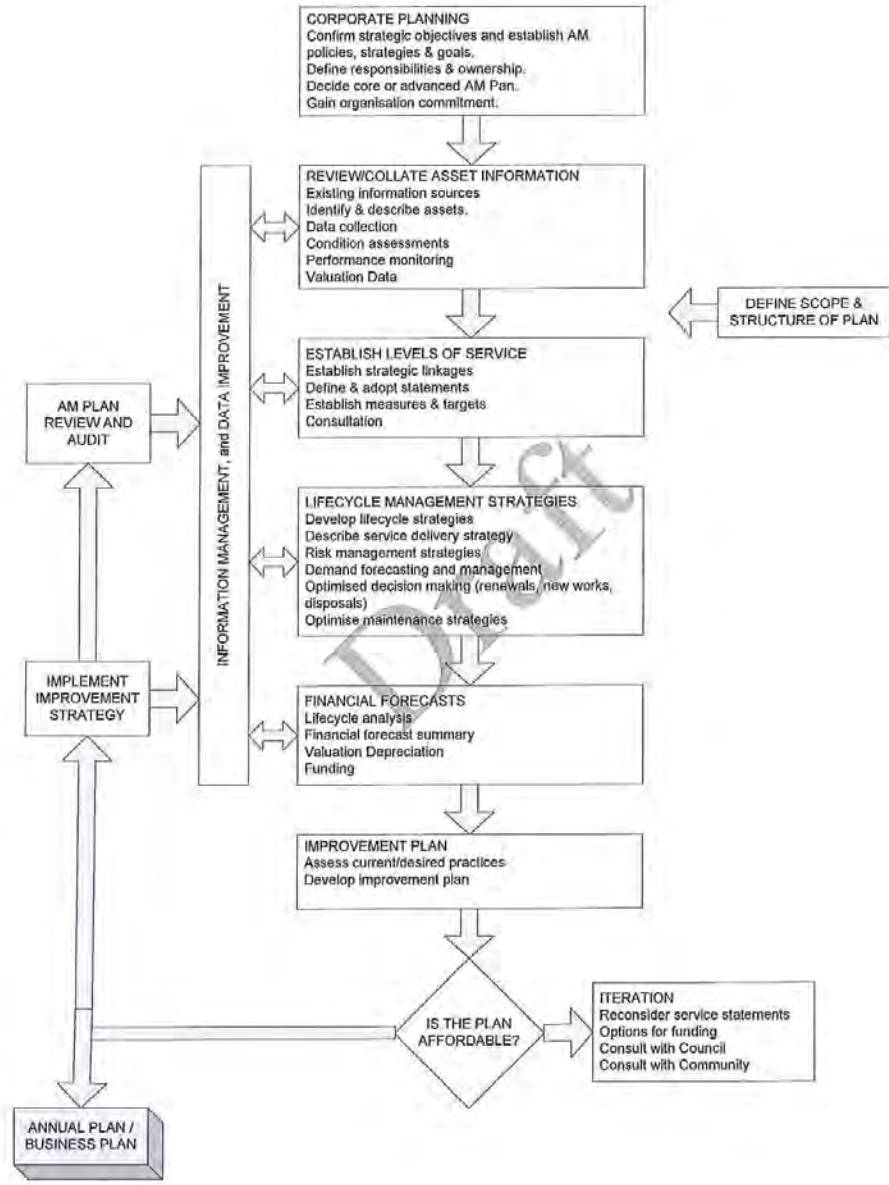 CORPORATE PLANNING
Confirm strategic objectives and establish AM
policies, strategies & goals.
Define responsibilities & ownership.
Decide core or advanced AM Pan.
Gain organisation commitment.
REVIEW/COLLATE ASSET INFORMATION
Existing information sources
Identify & describe assets.
Data collection
Condition assessments
Performance monitoring
Valuation Data
DEFINE SCOPE &
STRUCTURE OF PLAN
INFORMATION MANAGEMENT, and DATA IMPROVEMENT
ESTABLISH LEVELS OF SERVICE
Establish strategic linkages
Define & adopt statements
Establish measures & targets
Consultation
AM PLAN
REVIEW AND
AUDIT
LIFECYCLE MANAGEMENT STRATEGIES
Develop lifecycle strategies
Describe service delivery strategy
Risk management strategies
Demand forecasting and management
Optimised decision making (renewals, new works,
disposals)
Optimise maintenance strategies
Draft
IMPLEMENT
IMPROVEMENT
STRATEGY
FINANCIAL FORECASTS
Lifecycle analysis
Financial forecast summary
Valuation Depreciation
Funding
IMPROVEMENT PLAN
Assess current/desired practices
Develop improvement plan
IS THE PLAN
AFFORDABLE?
ITERATION
Reconsider service statements
Options for funding
Consult with Council
Consult with Community
ANNUAL PLAN /
BUSINESS PLAN